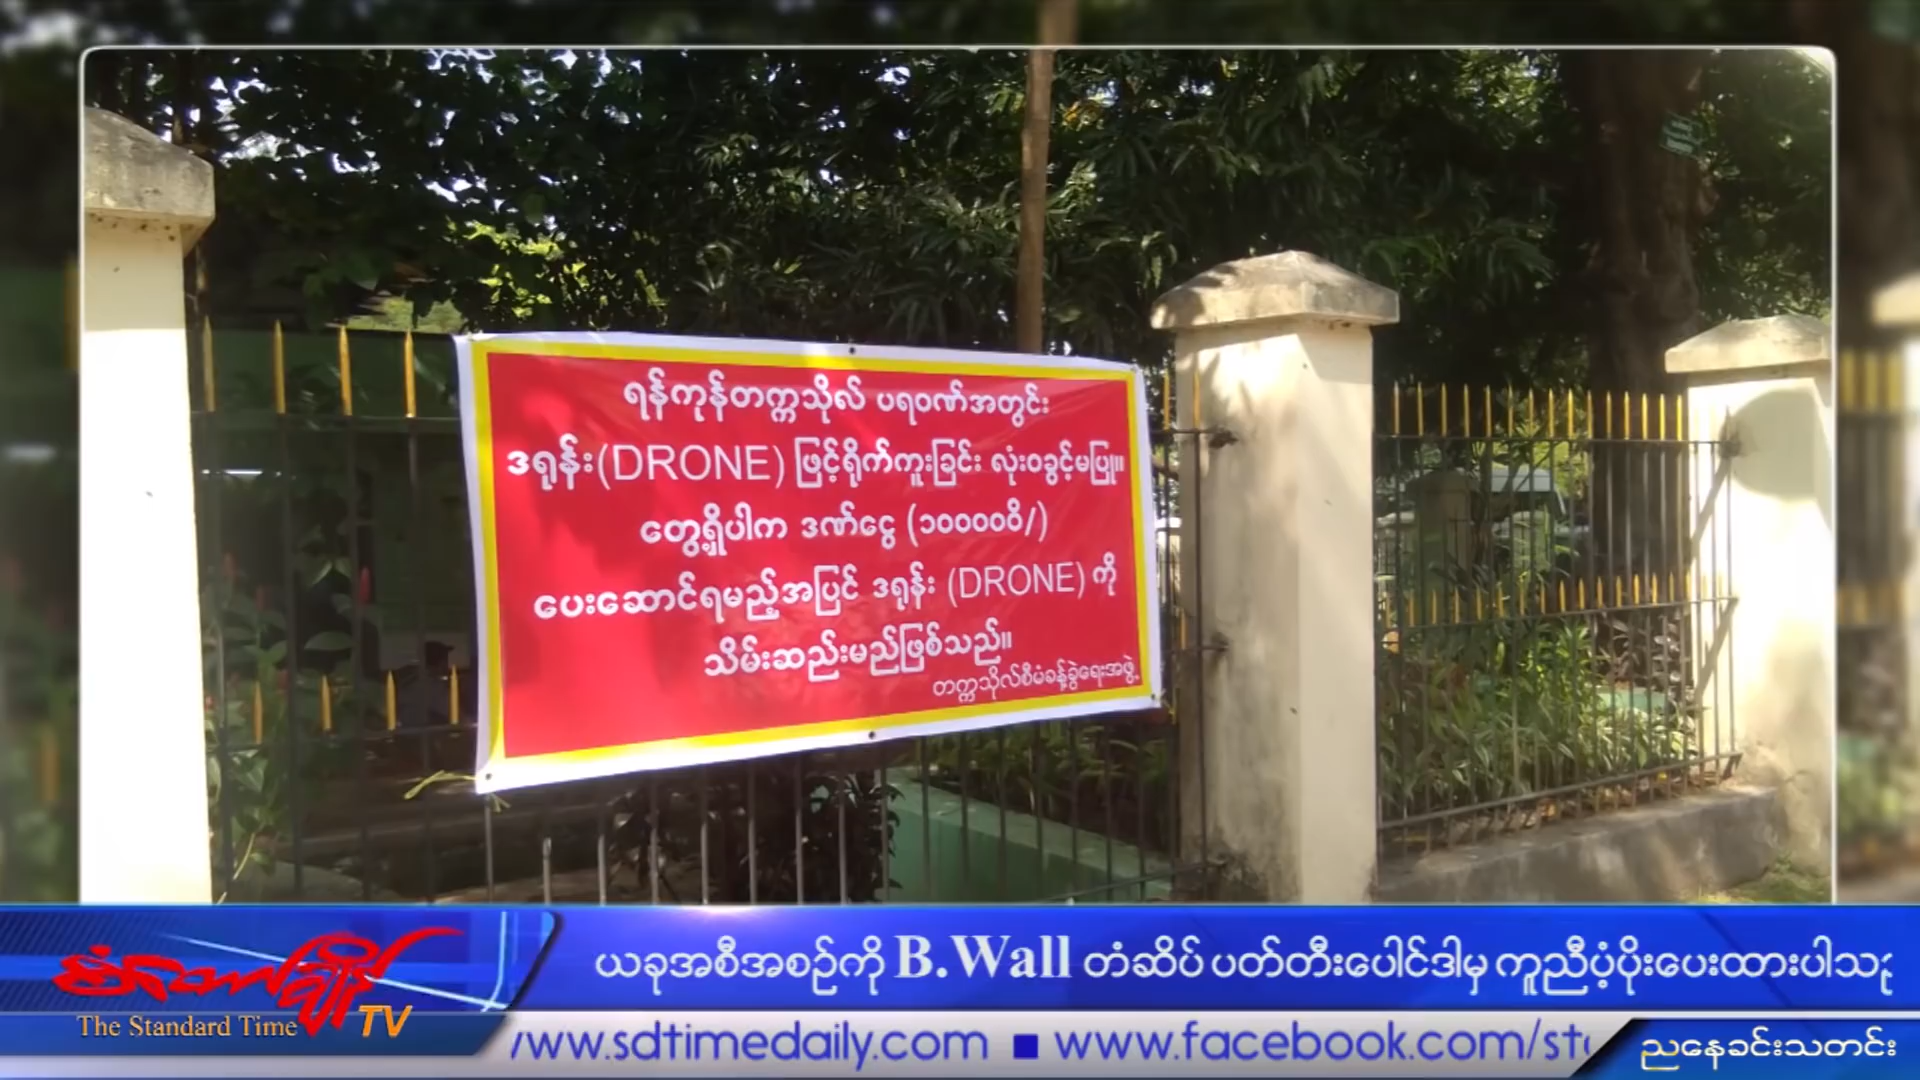 ရန်ကုန်တက္ကသိုလ် ပရဝဏ်အတွင်း
ဒရုန်း(DRONE) ဖြင့်ရိုက်ကူးခြင်း လုံးဝခွင့်မပြု။
တွေ့ရှိပါက ဒဏ်ငွေ (၁၀၀၀၀၀ိ/)
ပေးဆောင်ရမည့်အပြင် ဒရုန်း (DRONE) ကို
သိမ်းဆည်းမည်ဖြစ်သည်။
တက္ကသိုလ်စီမံခန့်ခွဲရေးအဖွဲ့
စံတော်ချိန်
The Standard Time TV
ယခုအစီအစဉ်ကို B.Wall တံဆိပ် ပတ်တီးပေါင်ဒါမှ ကူညီပံ့ပိုးပေးထားပါသည်
/ww.sdtimedaily.com ■ www.facebook.com/st
ညနေခင်းသတင်း